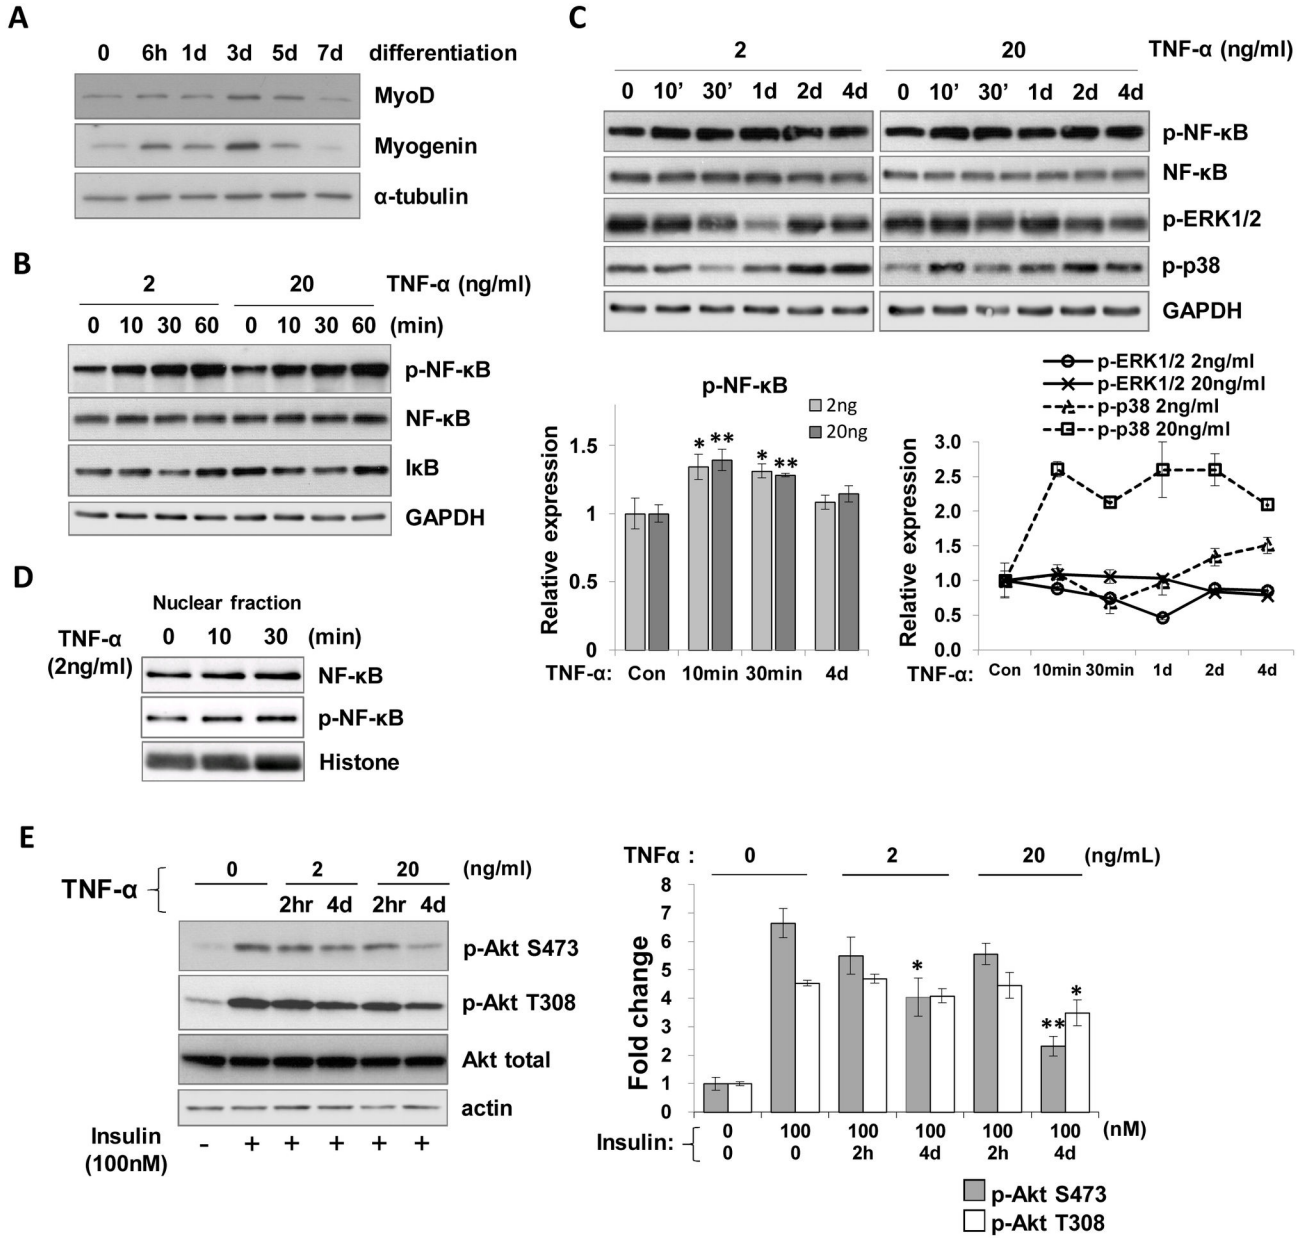 A
0 6h 1d 3d 5d 7d differentiation
MyoD
Myogenin
α-tubulin
B
2 20 TNF-α (ng/ml)
0 10 30 60 0 10 30 60 (min)
p-NF-κB
NF-κB
IκB
GAPDH
C
2 20 TNF-α (ng/ml)
0 10’ 30’ 1d 2d 4d 0 10’ 30’ 1d 2d 4d
p-NF-κB
NF-κB
p-ERK1/2
p-p38
GAPDH
p-NF-κB
2ng
20ng
Relative expression
1.5
1
0.5
0
* ** * **
TNF-α: Con 10min 30min 4d
p-ERK1/2 2ng/ml
p-ERK1/2 20ng/ml
p-p38 2ng/ml
p-p38 20ng/ml
Relative expression
3.0
2.5
2.0
1.5
1.0
0.5
0.0
TNF-α: Con 10min 30min 1d 2d 4d
D
Nuclear fraction
TNF-α
(2ng/ml)
0 10 30 (min)
NF-κB
p-NF-κB
Histone
E
TNF-α
0 2 20 (ng/ml)
2hr 4d 2hr 4d
p-Akt S473
p-Akt T308
Akt total
actin
Insulin
(100nM)
- + + + + +
TNFα : 0 2 20 (ng/mL)
Fold change
8
7
6
5
4
3
2
1
0
* ** *
Insulin:
0 100 100 100 100 100 (nM)
0 0 2h 4d 2h 4d
p-Akt S473
p-Akt T308